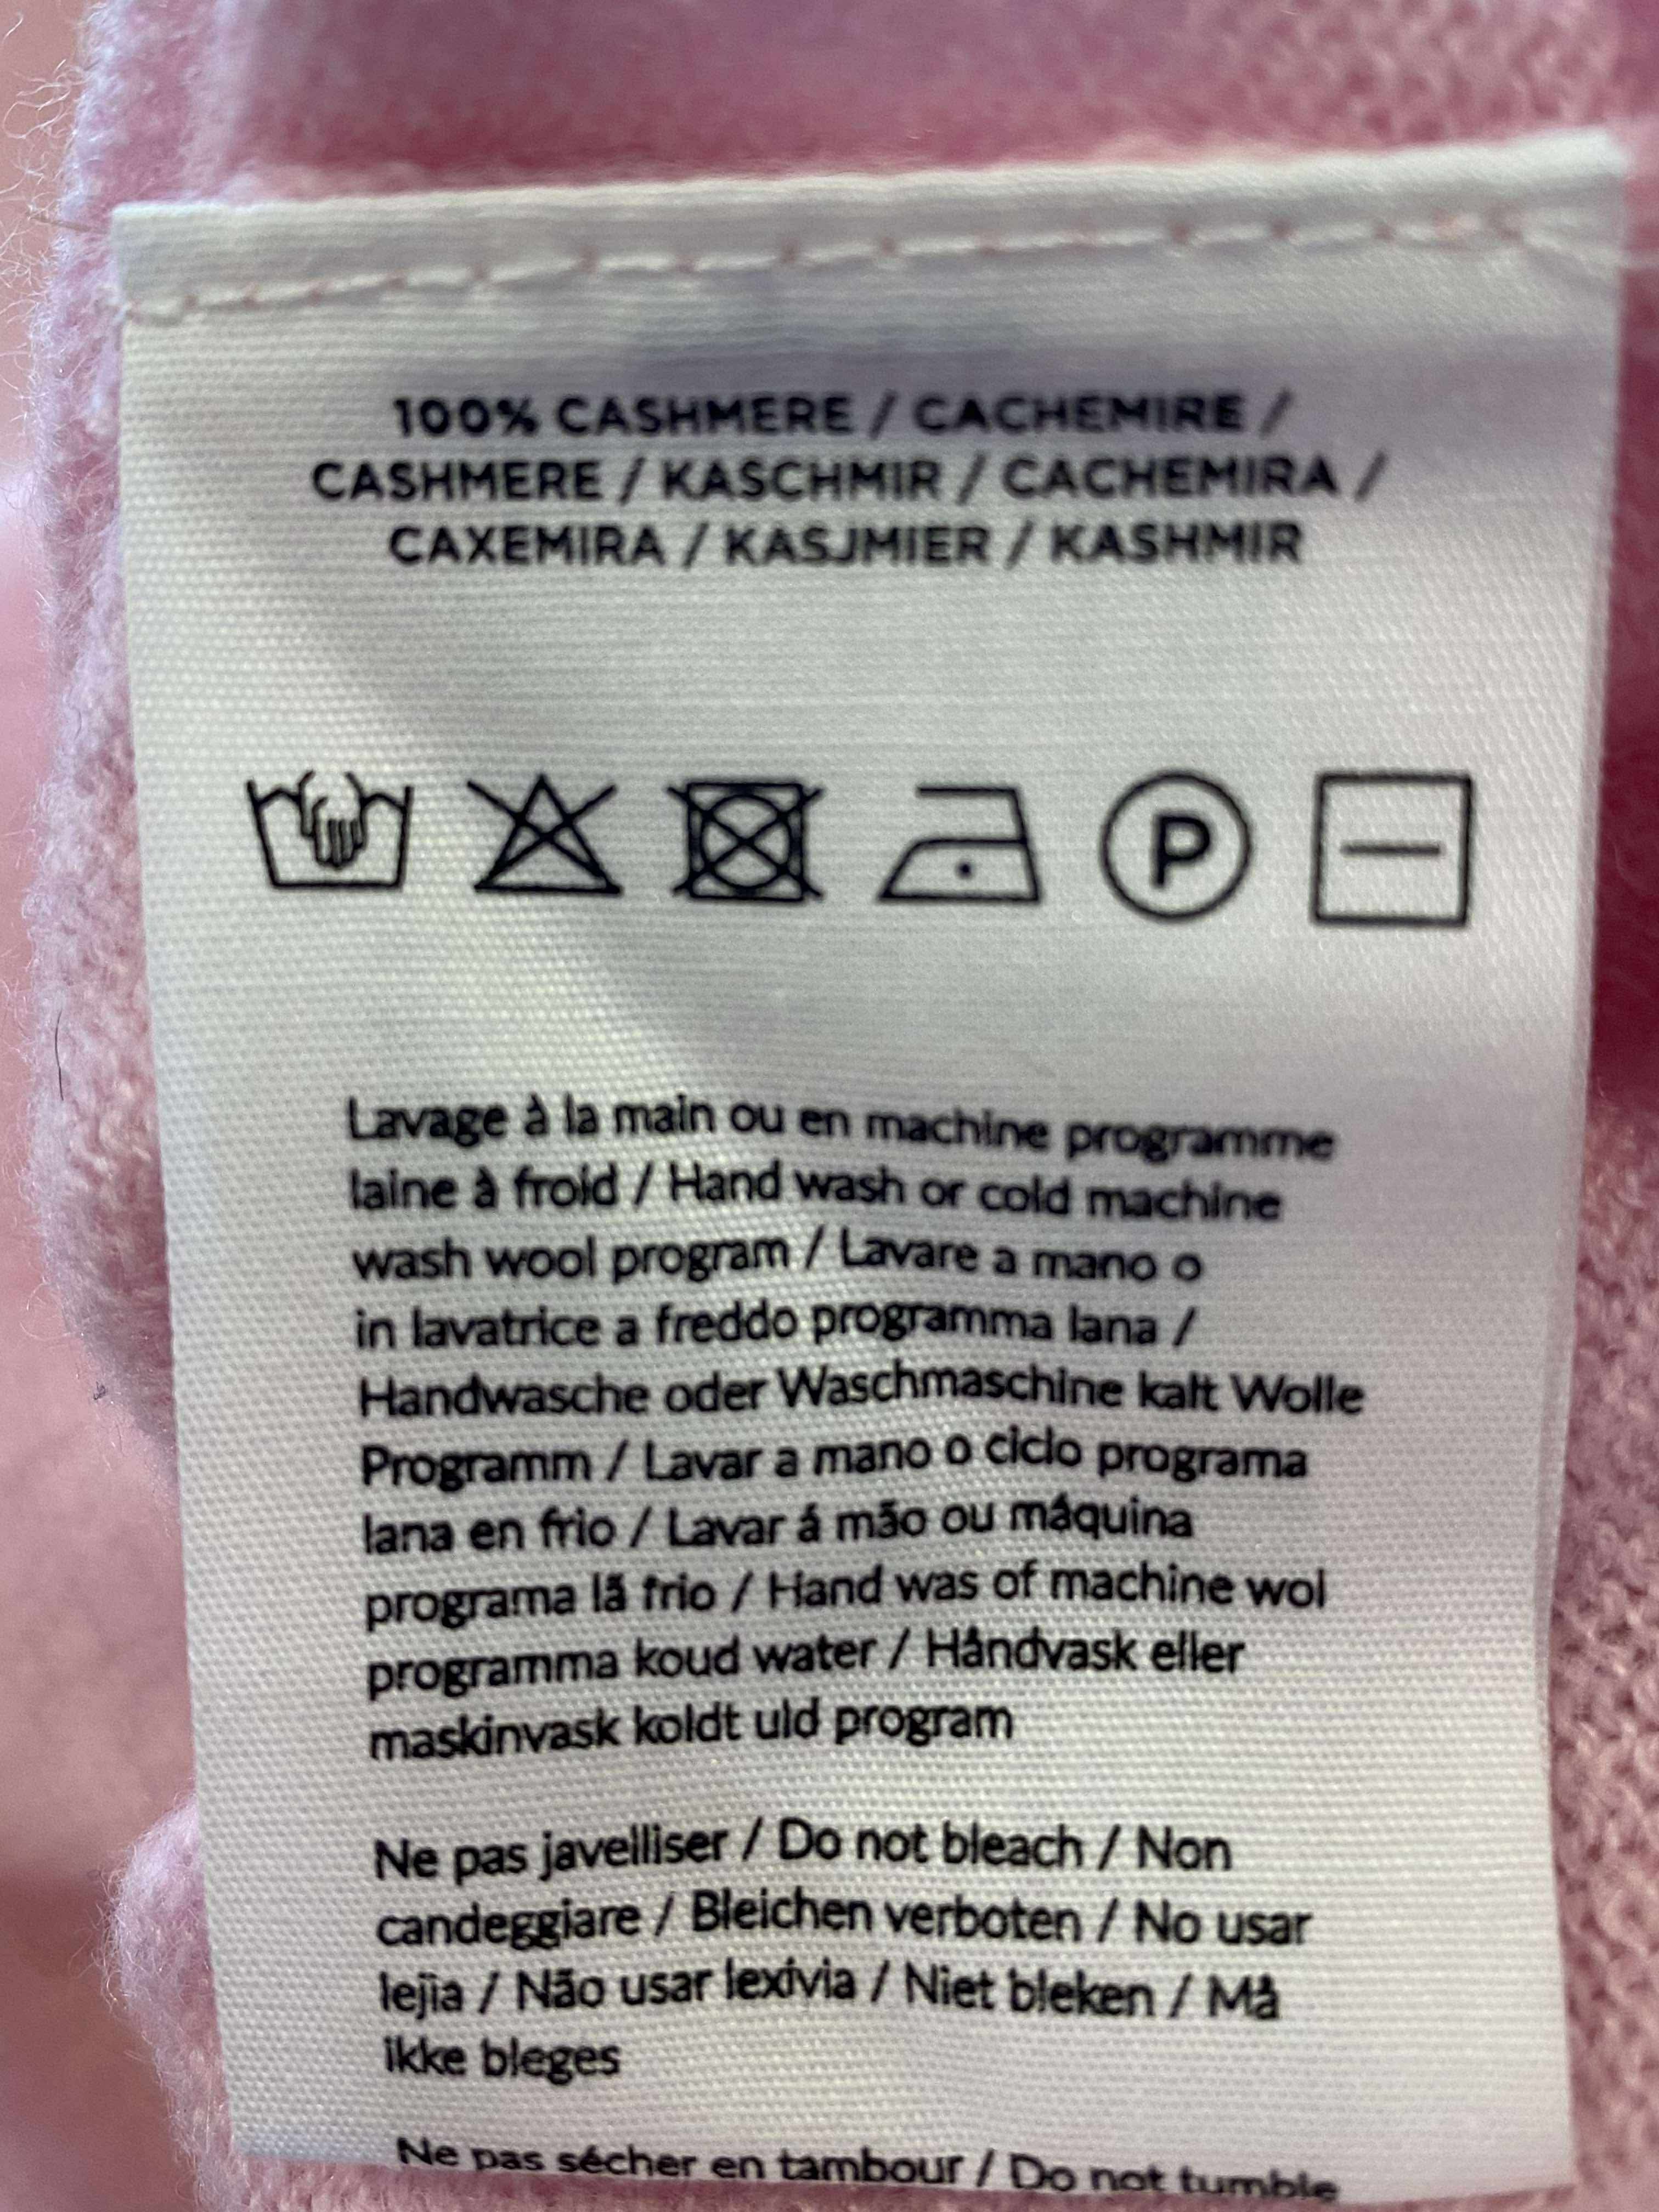 100% CASHMERE / CACHEMIRE /
CASHMERE / KASCHMIR / CACHEMIRA /
CAXEMIRA / KASJMIER / KASHMIR
P
Lavage à la main ou en machine programme
laine à froid / Hand wash or cold machine
wash wool program / Lavare a mano o
in lavatrice a freddo programma lana /
Handwasche oder Waschmaschine kalt Wolle
Programm / Lavar a mano o ciclo programa
lana en frio / Lavar á mão ou máquina
programa lã frio / Hand was of machine wol
programma koud water / Håndvask eller
maskinvask koldt uld program
Ne pas javelliser / Do not bleach / Non
candeggiare / Bleichen verboten / No usar
lejia / Não usar lexivia / Niet bleken / Må
ikke bleges
Ne pas sécher en tambour / Do not tumble